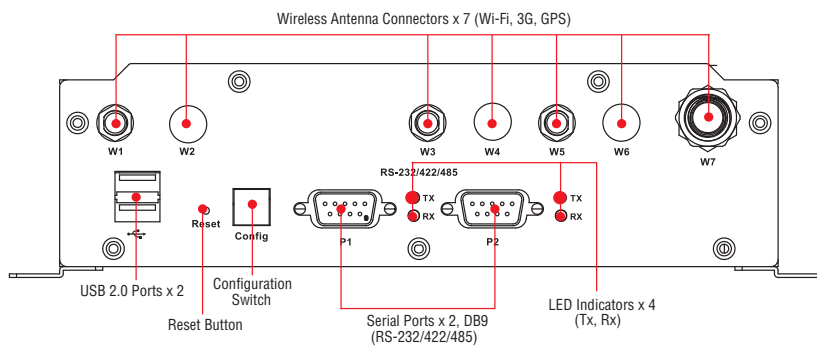 Wireless Antenna Connectors x 7 (Wi-Fi, 3G, GPS)
W1 W2 W3 W4 W5 W6 W7
RS-232/422/485
TX TX
RX RX
Reset Config P1 P2
USB 2.0 Ports x 2
Configuration
Switch
Reset Button
Serial Ports x 2, DB9
(RS-232/422/485)
LED Indicators x 4
(Tx, Rx)